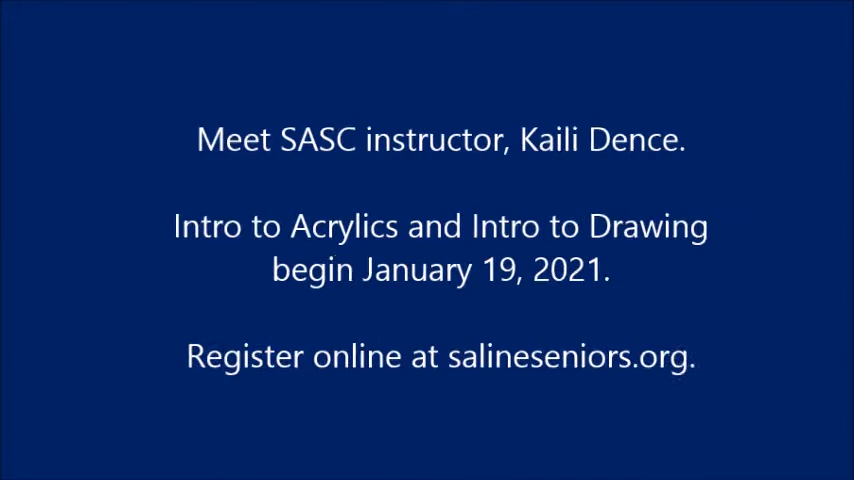 Meet SASC instructor, Kaili Dence.
Intro to Acrylics and Intro to Drawing
begin January 19, 2021.
Register online at salineseniors.org.